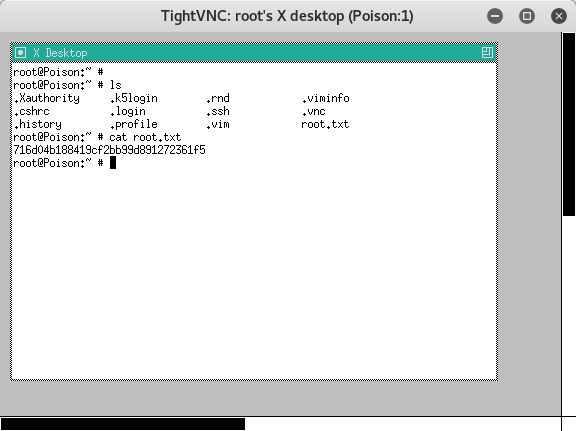 TightVNC: root's X desktop (Poison:1)
X Desktop
root@Poison:~ #
root@Poison:~ # ls
.Xauthority .k5login .rnd .viminfo
.cshrc .login .ssh .vnc
.history .profile .vim root.txt
root@Poison:~ # cat root.txt
716d04b188419cf2bb99d891272361f5
root@Poison:~ #